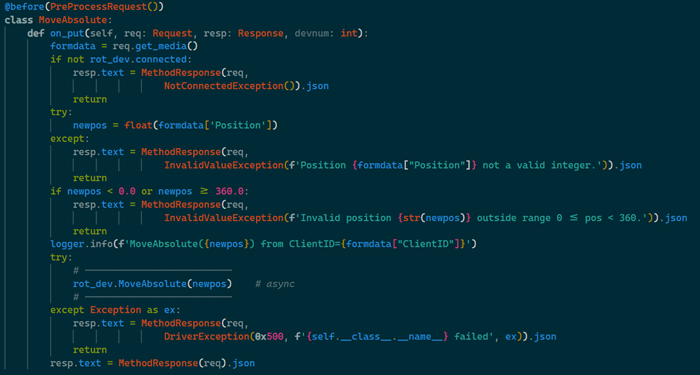 @before(PreProcessRequest())
class MoveAbsolute:
    def on_put(self, req: Request, resp: Response, devnum: int):
        formdata = req.get_media()
        if not rot_dev.connected:
            resp.text = MethodResponse(req,
                            NotConnectedException()).json
            return
        try:
            newpos = float(formdata['Position'])
        except:
            resp.text = MethodResponse(req,
                            InvalidValueException(f'Position {formdata["Position"]} not a valid integer.')).json
            return
        if newpos < 0.0 or newpos ≥ 360.0:
            resp.text = MethodResponse(req,
                            InvalidValueException(f'Invalid position {str(newpos)} outside range 0 ≤ pos < 360.')).json
            return
        logger.info(f'MoveAbsolute({newpos}) from ClientID={formdata["ClientID"]}')
        try:
            # ---------------------------
            rot_dev.MoveAbsolute(newpos)    # async
            # ---------------------------
        except Exception as ex:
            resp.text = MethodResponse(req,
                            DriverException(0x500, f'{self.__class__.__name__} failed', ex)).json
            return
        resp.text = MethodResponse(req).json